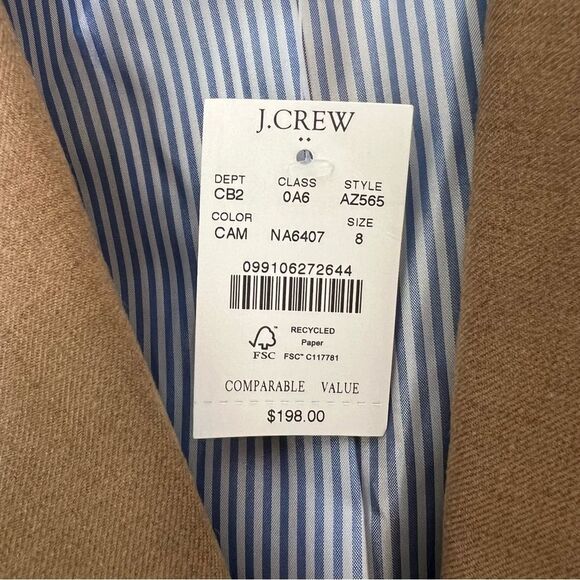 J.CREW
DEPT CLASS STYLE
CB2 0A6 AZ565
COLOR SIZE
CAM NA6407 8
099106272644
RECYCLED
Paper
FSC FSC™ C117781
COMPARABLE VALUE
$198.00